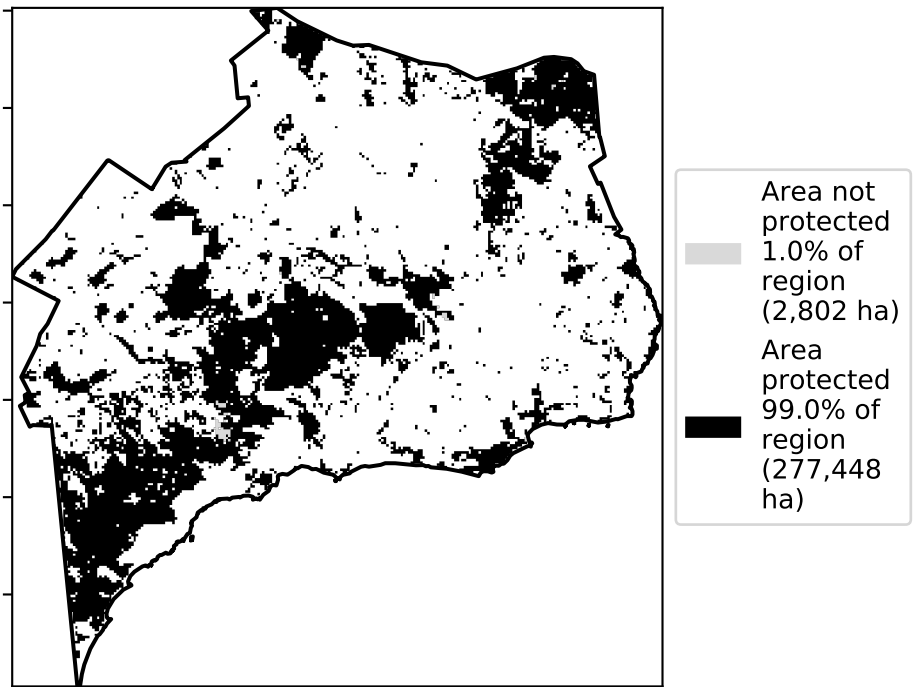 Area not
protected
1.0% of
region
(2,802 ha)
Area
protected
99.0% of
region
(277,448
ha)